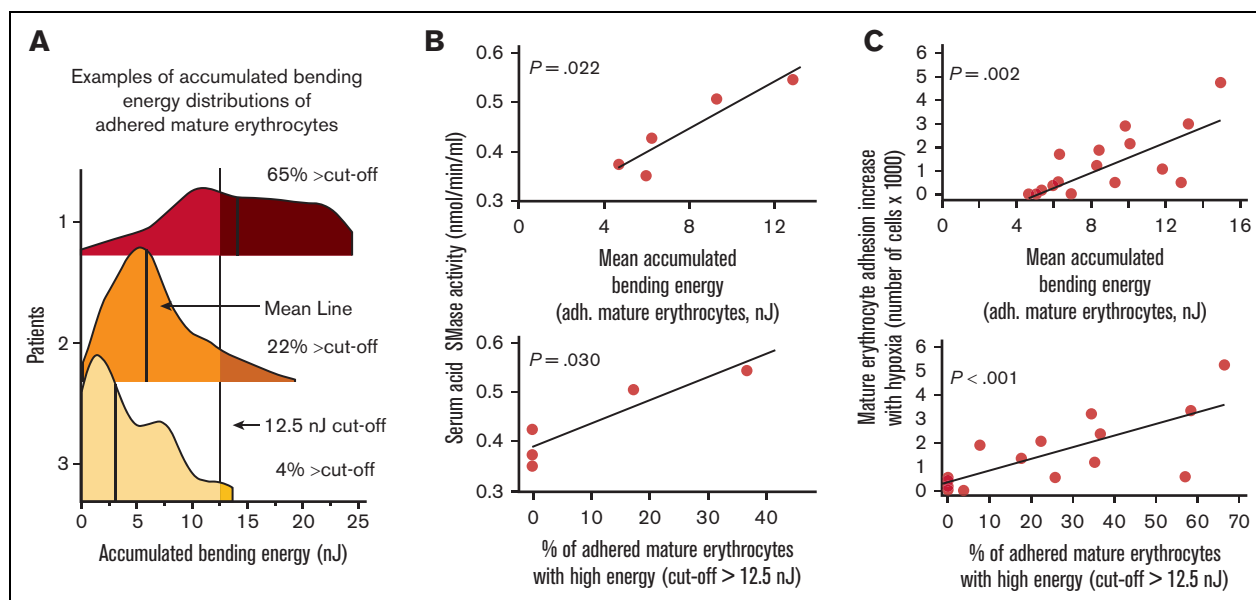 A
Examples of accumulated bending
energy distributions of
adhered mature erythrocytes
65% >cut-off
1
Mean Line
22% >cut-off
2
12.5 nJ cut-off
4% >cut-off
3
Patients
0 5 10 15 20 25
Accumulated bending energy (nJ)
B
Serum acid SMase activity (nmol/min/ml)
0.6
P = .022
0.5
0.4
0.3
0 4 8 12
Mean accumulated
bending energy
(adh. mature erythrocytes, nJ)
0.6
P = .030
0.5
0.4
0.3
0 10 20 30 40
% of adhered mature erythrocytes
with high energy (cut-off > 12.5 nJ)
C
Mature erythrocyte adhesion increase
with hypoxia (number of cells x 1000)
6
5
P = .002
4
3
2
1
0
0 4 8 12 16
Mean accumulated
bending energy
(adh. mature erythrocytes, nJ)
6
5
P < .001
4
3
2
1
0
0 10 20 30 40 50 60 70
% of adhered mature erythrocytes
with high energy (cut-off > 12.5 nJ)